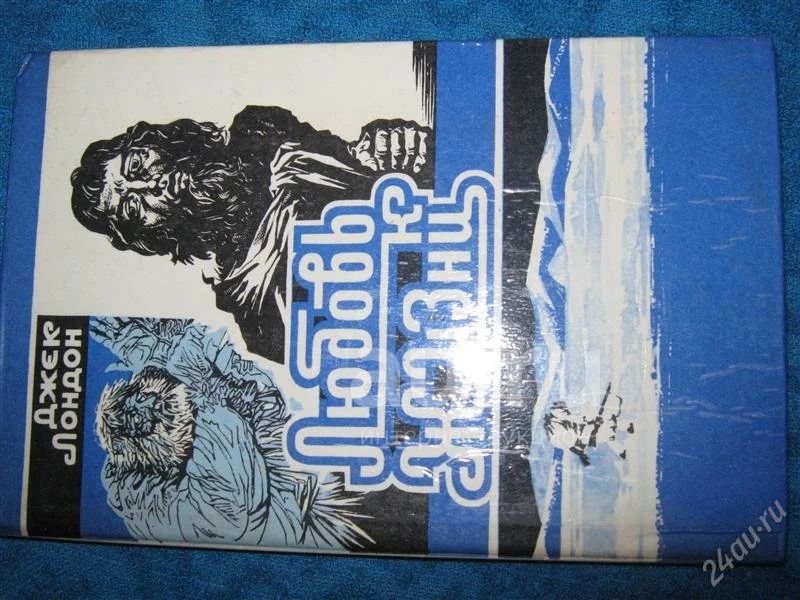 ДЖЕК
ЛОНДОН
Любовь
к
жизни
24au.ru